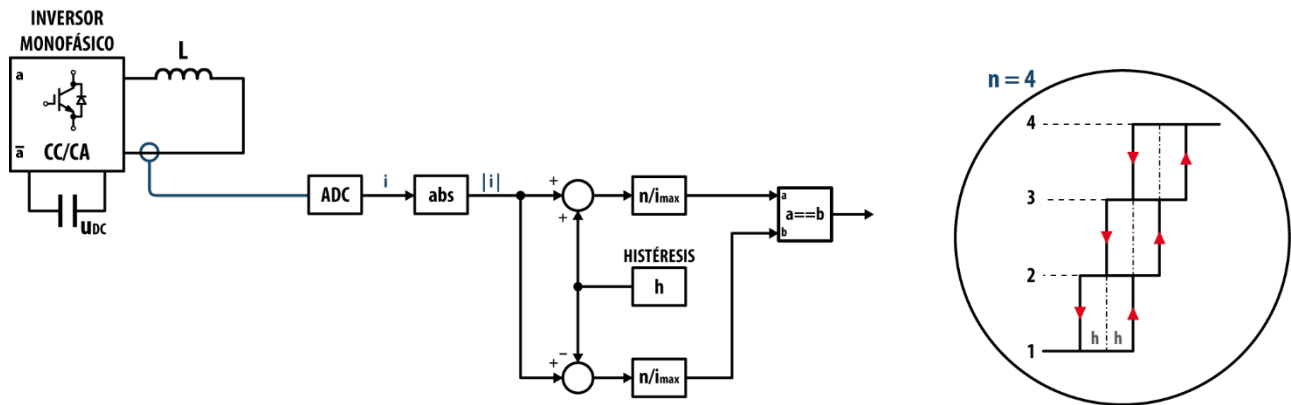 INVERSOR
MONOFÁSICO
a
a̅
CC/CA
L
uDC
ADC
i
abs
|i|
+
+
n/imax
HISTÉRESIS
h
+
−
n/imax
a
a==b
b
n = 4
4
3
2
1
h h